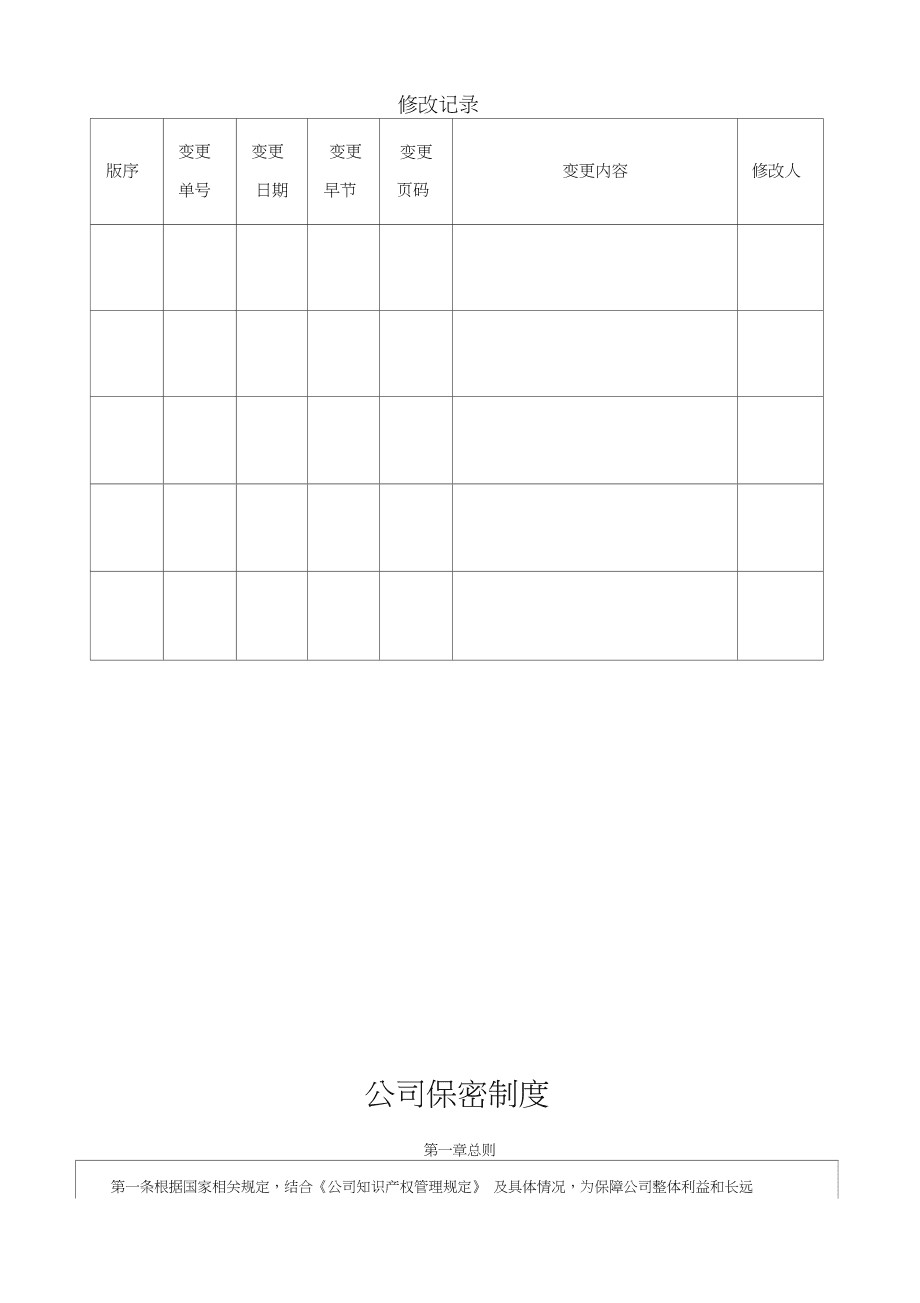 修改记录
版序 变更单号 变更日期 变更早节 变更页码 变更内容 修改人
公司保密制度
第一章总则
第一条根据国家相关规定，结合《公司知识产权管理规定》 及具体情况，为保障公司整体利益和长远